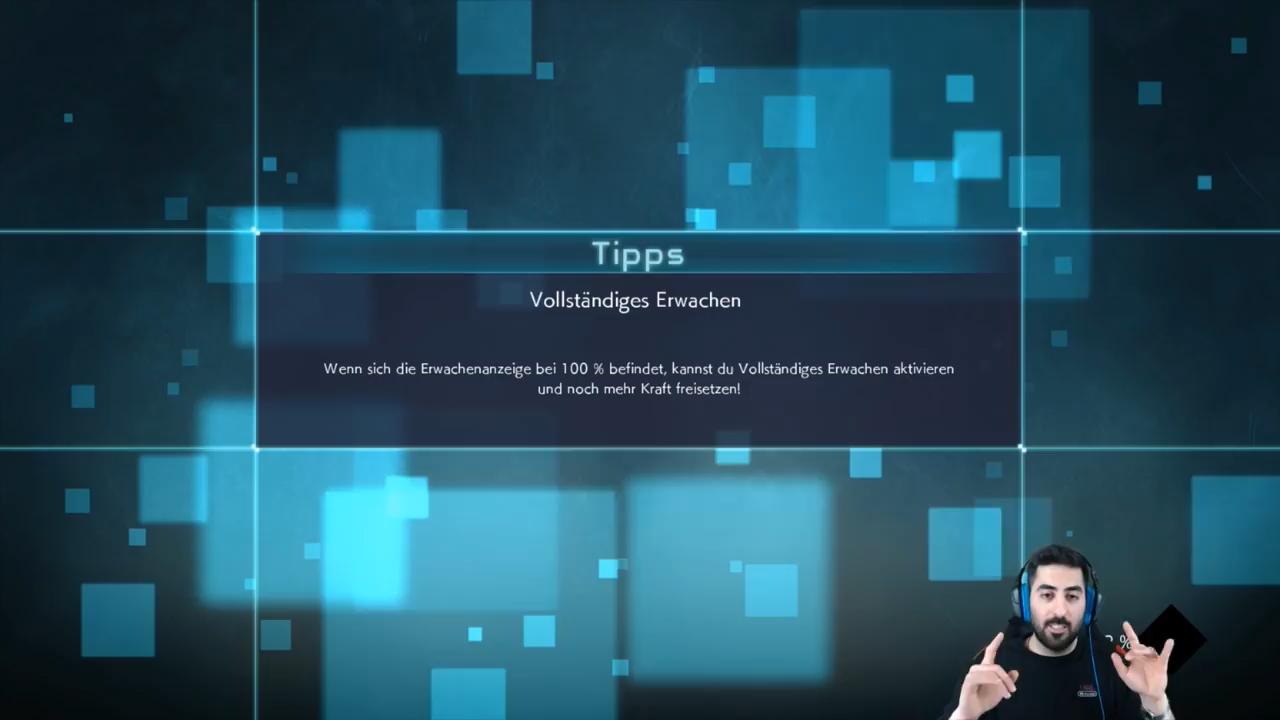 Tipps
Vollständiges Erwachen
Wenn sich die Erwachenanzeige bei 100 % befindet, kannst du Vollständiges Erwachen aktivieren
und noch mehr Kraft freisetzen!
%